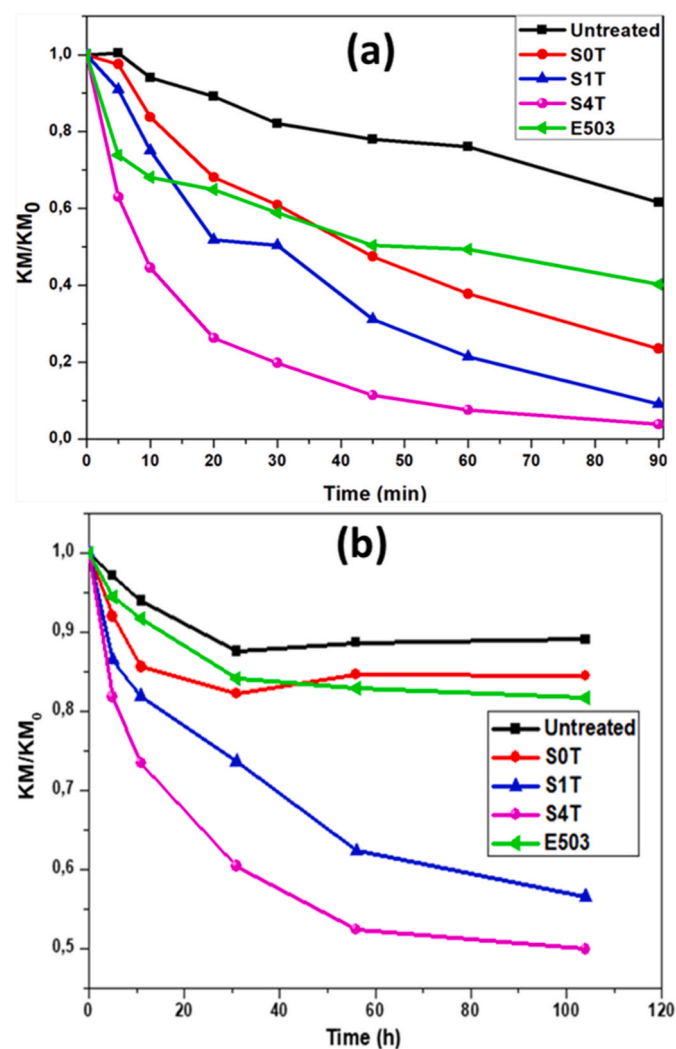 (a)
Untreated
S0T
S1T
S4T
E503
KM/KM0
1,0
0,8
0,6
0,4
0,2
0,0
0 10 20 30 40 50 60 70 80 90
Time (min)
(b)
Untreated
S0T
S1T
S4T
E503
KM/KM0
1,0
0,9
0,8
0,7
0,6
0,5
0 20 40 60 80 100 120
Time (h)